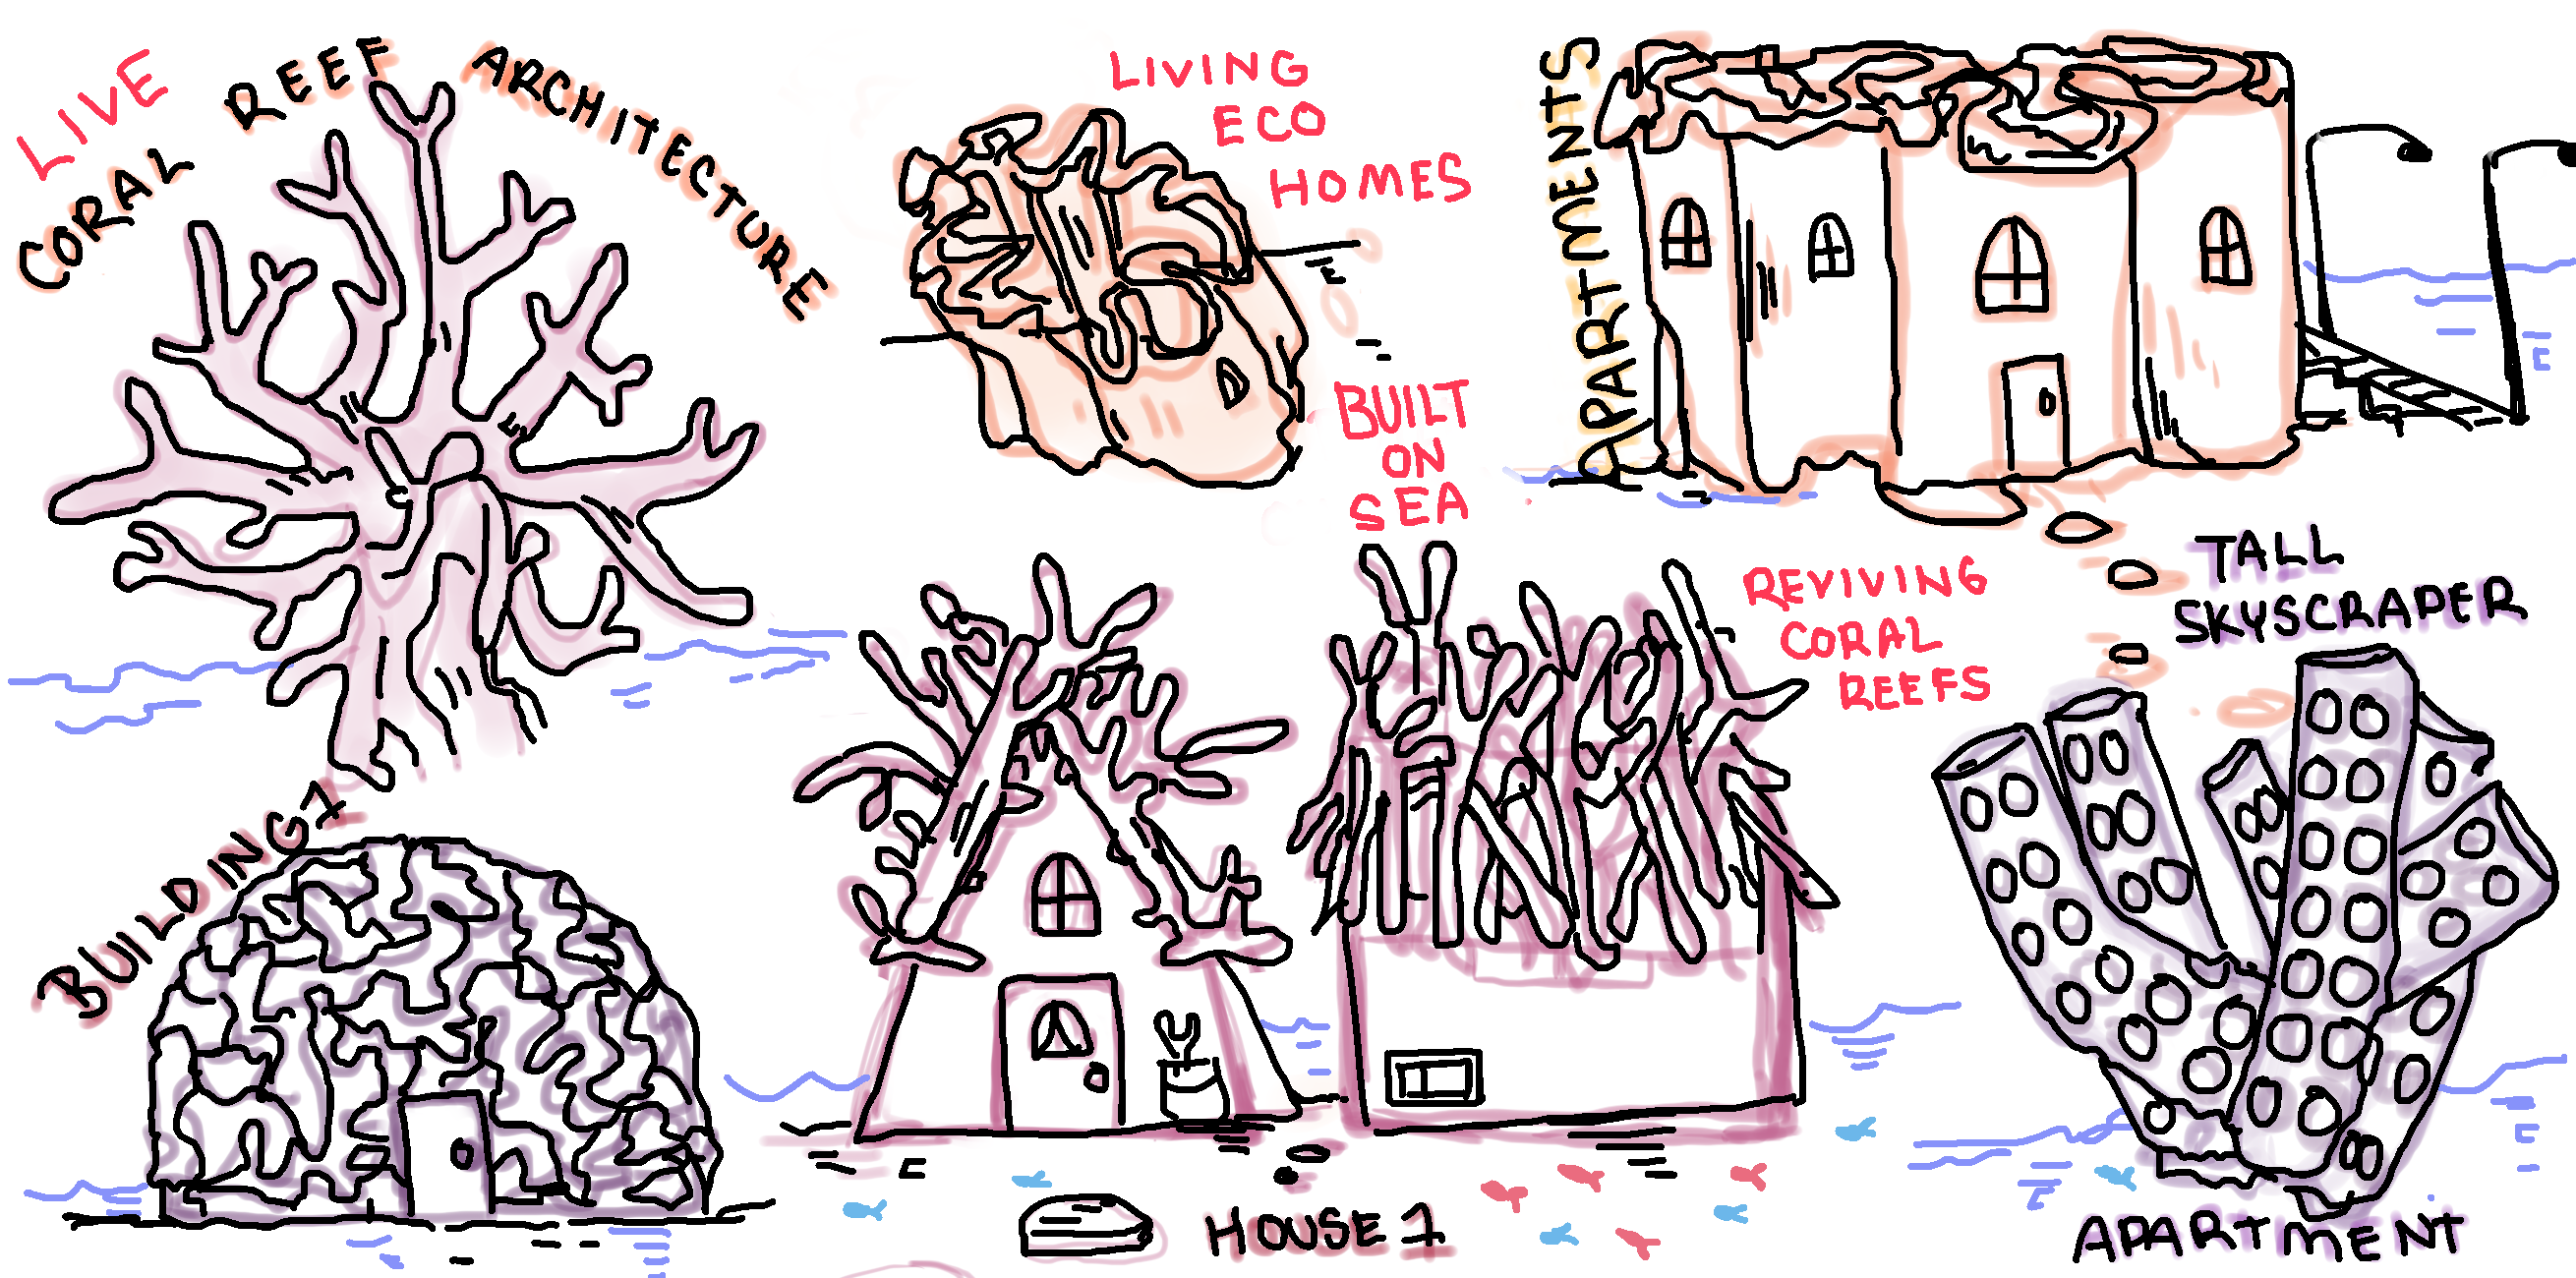 LIVE
CORAL REEF ARCHITECTURE
LIVING
ECO
HOMES
BUILT
ON
SEA
APARTMENTS
REVIVING
CORAL
REEFS
TALL
SKYSCRAPER
BUILDING 1
HOUSE 1
APARTMENT